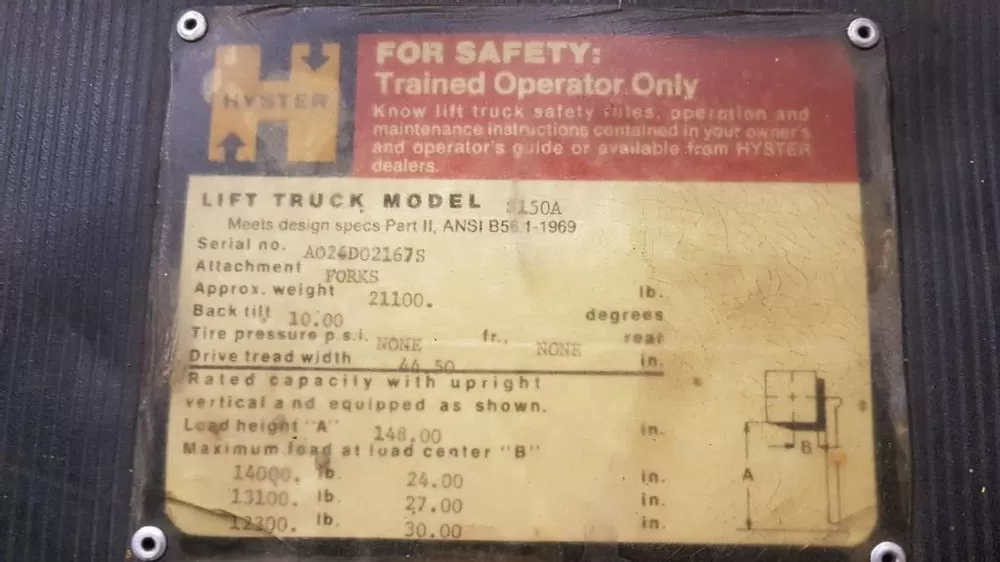 HYSTER
FOR SAFETY:
Trained Operator Only
Know lift truck safety rules, operation and
maintenance instructions contained in your owner's
and operator's guide or available from HYSTER
dealers.
LIFT TRUCK MODEL S150A
Meets design specs Part II, ANSI B56.1-1969
Serial no. A024D02167S
Attachment FORKS
Approx. weight 21100. lb.
Back tilt 10.00 degrees
Tire pressure p.s.i. NONE fr., NONE rear
Drive tread width 44.50 in.
Rated capacity with upright
vertical and equipped as shown.
Load height "A" 148.00 in.
Maximum load at load center "B"
14000. lb. 24.00 in.
13100. lb. 27.00 in.
12200. lb. 30.00 in.
A
B